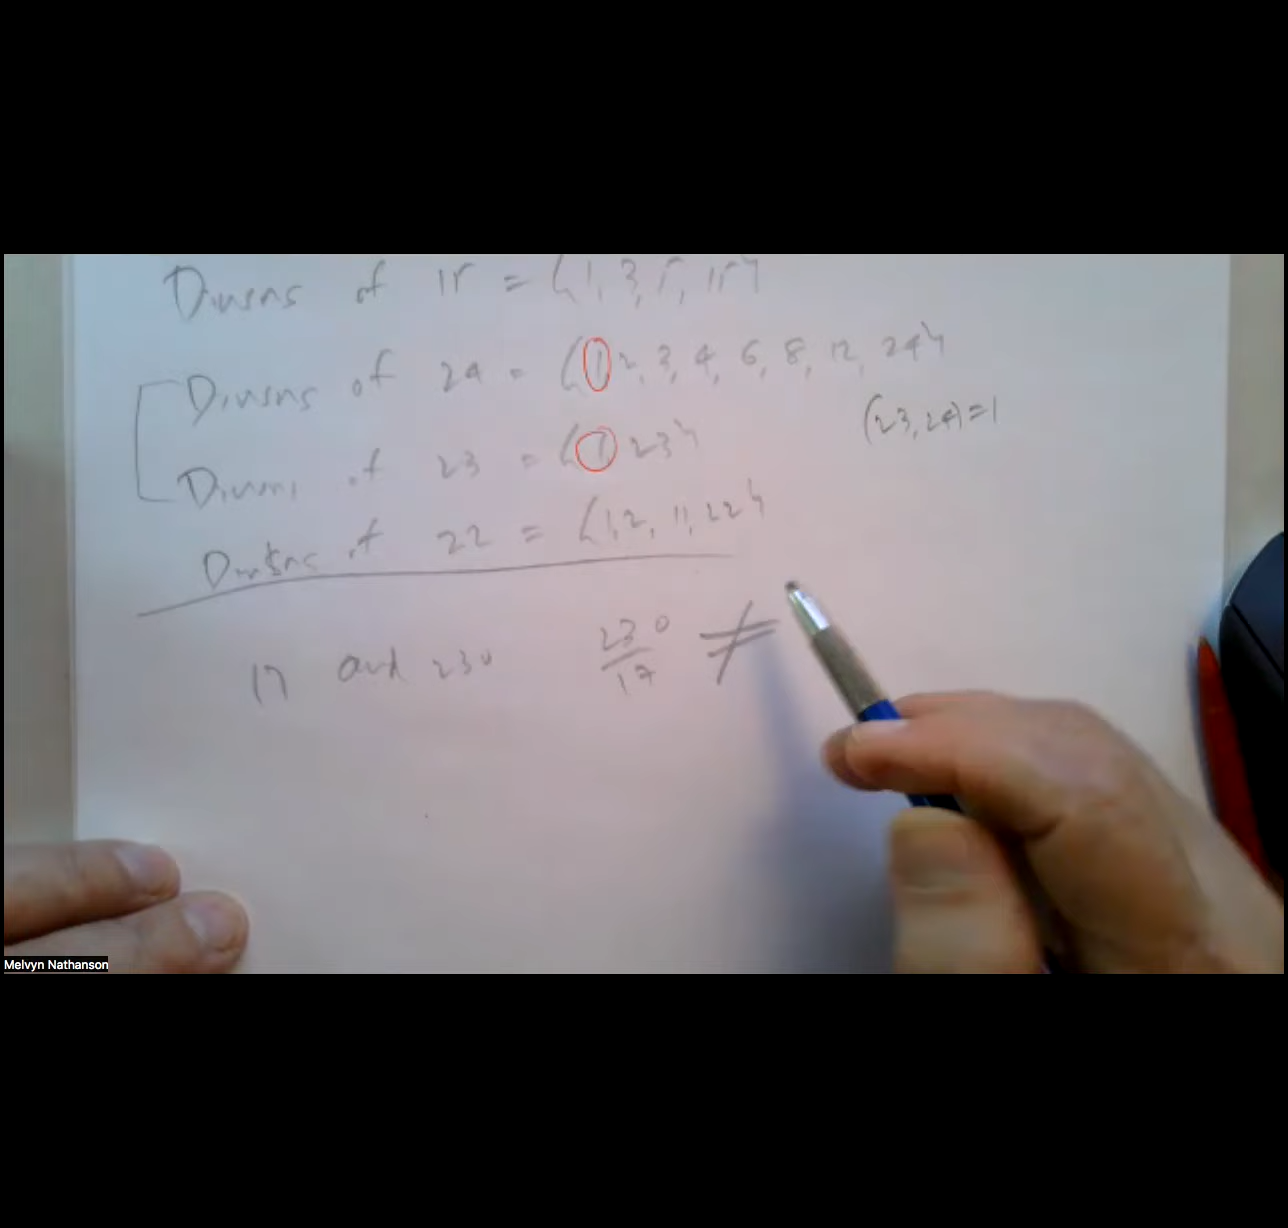 Divisors of 15 = {1, 3, 5, 15}
Divisors of 24 = {1, 2, 3, 4, 6, 8, 12, 24}
(23, 24) = 1
Divisors of 23 = {1, 23}
Divisors of 22 = {1, 2, 11, 22}
17 and 230 230/17 ≠
Melvyn Nathanson